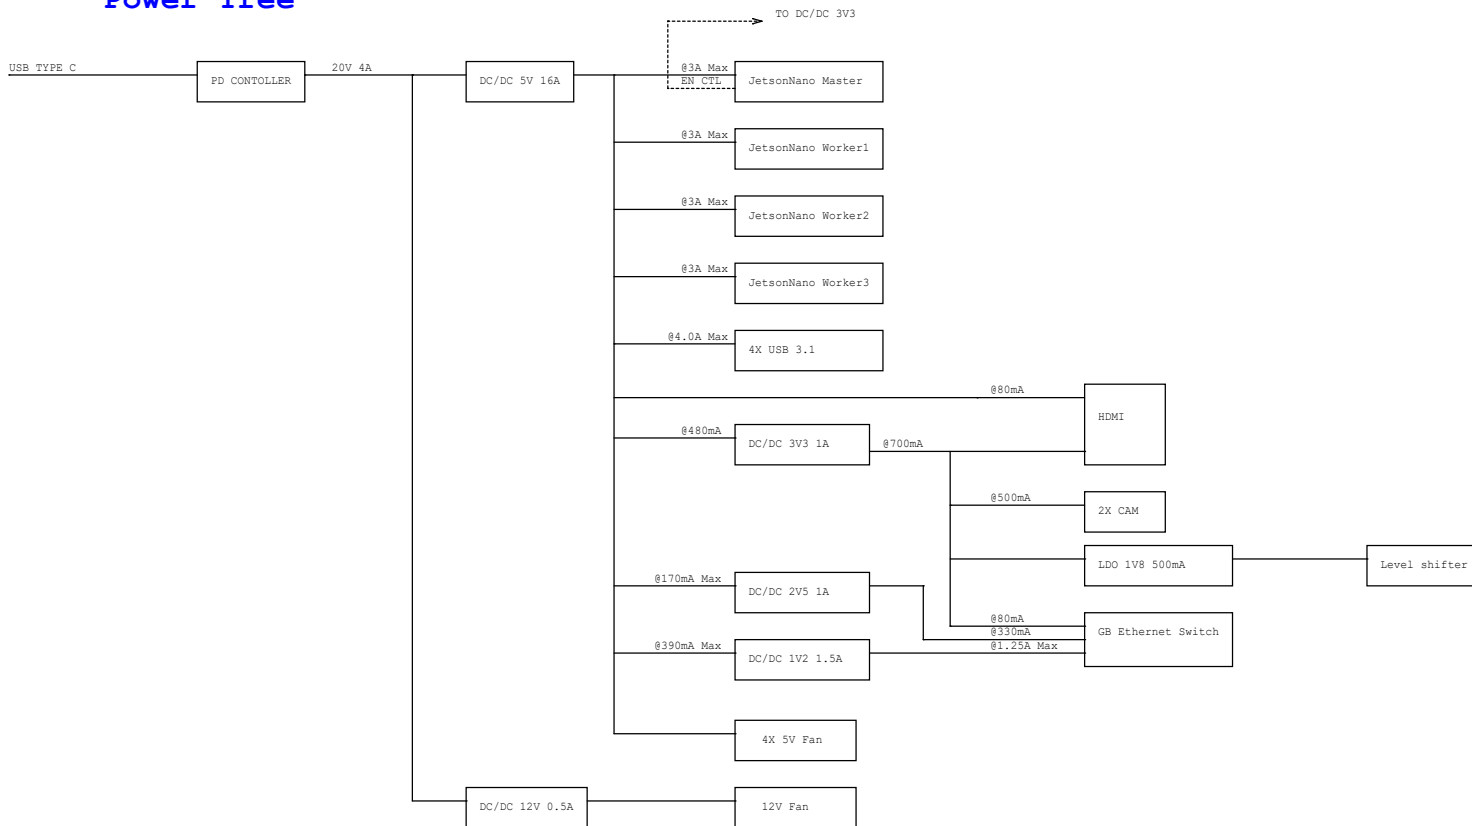 Power Tree
TO DC/DC 3V3
USB TYPE C
PD CONTOLLER
20V 4A
DC/DC 5V 16A
@3A Max
EN CTL
JetsonNano Master
@3A Max
JetsonNano Worker1
@3A Max
JetsonNano Worker2
@3A Max
JetsonNano Worker3
@4.0A Max
4X USB 3.1
@80mA
HDMI
@480mA
DC/DC 3V3 1A
@700mA
@500mA
2X CAM
LDO 1V8 500mA
Level shifter
@170mA Max
DC/DC 2V5 1A
@80mA
@330mA
@1.25A Max
GB Ethernet Switch
@390mA Max
DC/DC 1V2 1.5A
4X 5V Fan
DC/DC 12V 0.5A
12V Fan